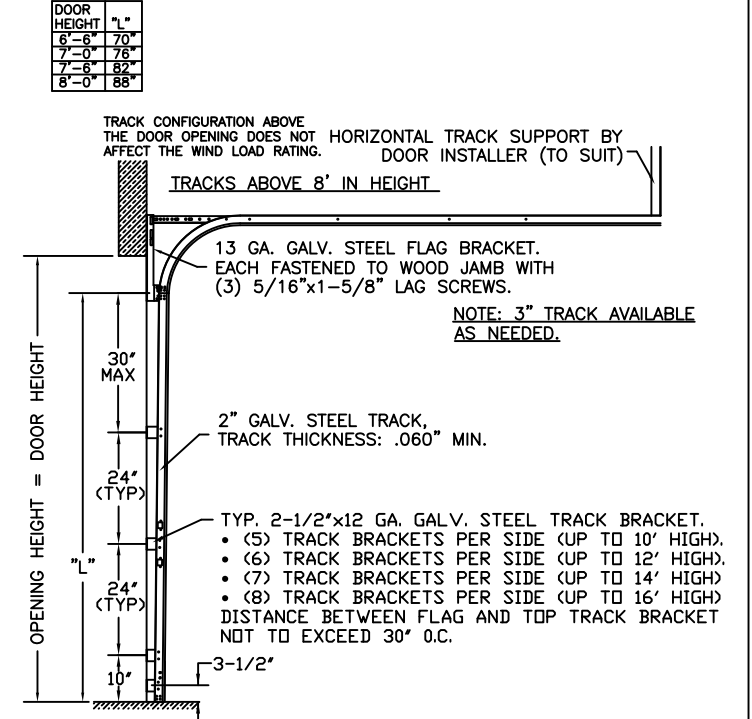 DOOR HEIGHT "L"
6'-6" 70"
7'-0" 76"
7'-6" 82"
8'-0" 88"
TRACK CONFIGURATION ABOVE
THE DOOR OPENING DOES NOT
AFFECT THE WIND LOAD RATING.
HORIZONTAL TRACK SUPPORT BY
DOOR INSTALLER (TO SUIT)
TRACKS ABOVE 8' IN HEIGHT
13 GA. GALV. STEEL FLAG BRACKET.
EACH FASTENED TO WOOD JAMB WITH
(3) 5/16"x1-5/8" LAG SCREWS.
NOTE: 3" TRACK AVAILABLE
AS NEEDED.
30"
MAX
2" GALV. STEEL TRACK,
TRACK THICKNESS: .060" MIN.
OPENING HEIGHT = DOOR HEIGHT
24"
(TYP)
"L"
TYP. 2-1/2"x12 GA. GALV. STEEL TRACK BRACKET.
• (5) TRACK BRACKETS PER SIDE (UP TO 10' HIGH).
• (6) TRACK BRACKETS PER SIDE (UP TO 12' HIGH).
• (7) TRACK BRACKETS PER SIDE (UP TO 14' HIGH)
• (8) TRACK BRACKETS PER SIDE (UP TO 16' HIGH)
DISTANCE BETWEEN FLAG AND TOP TRACK BRACKET
NOT TO EXCEED 30" O.C.
24"
(TYP)
3-1/2"
10"